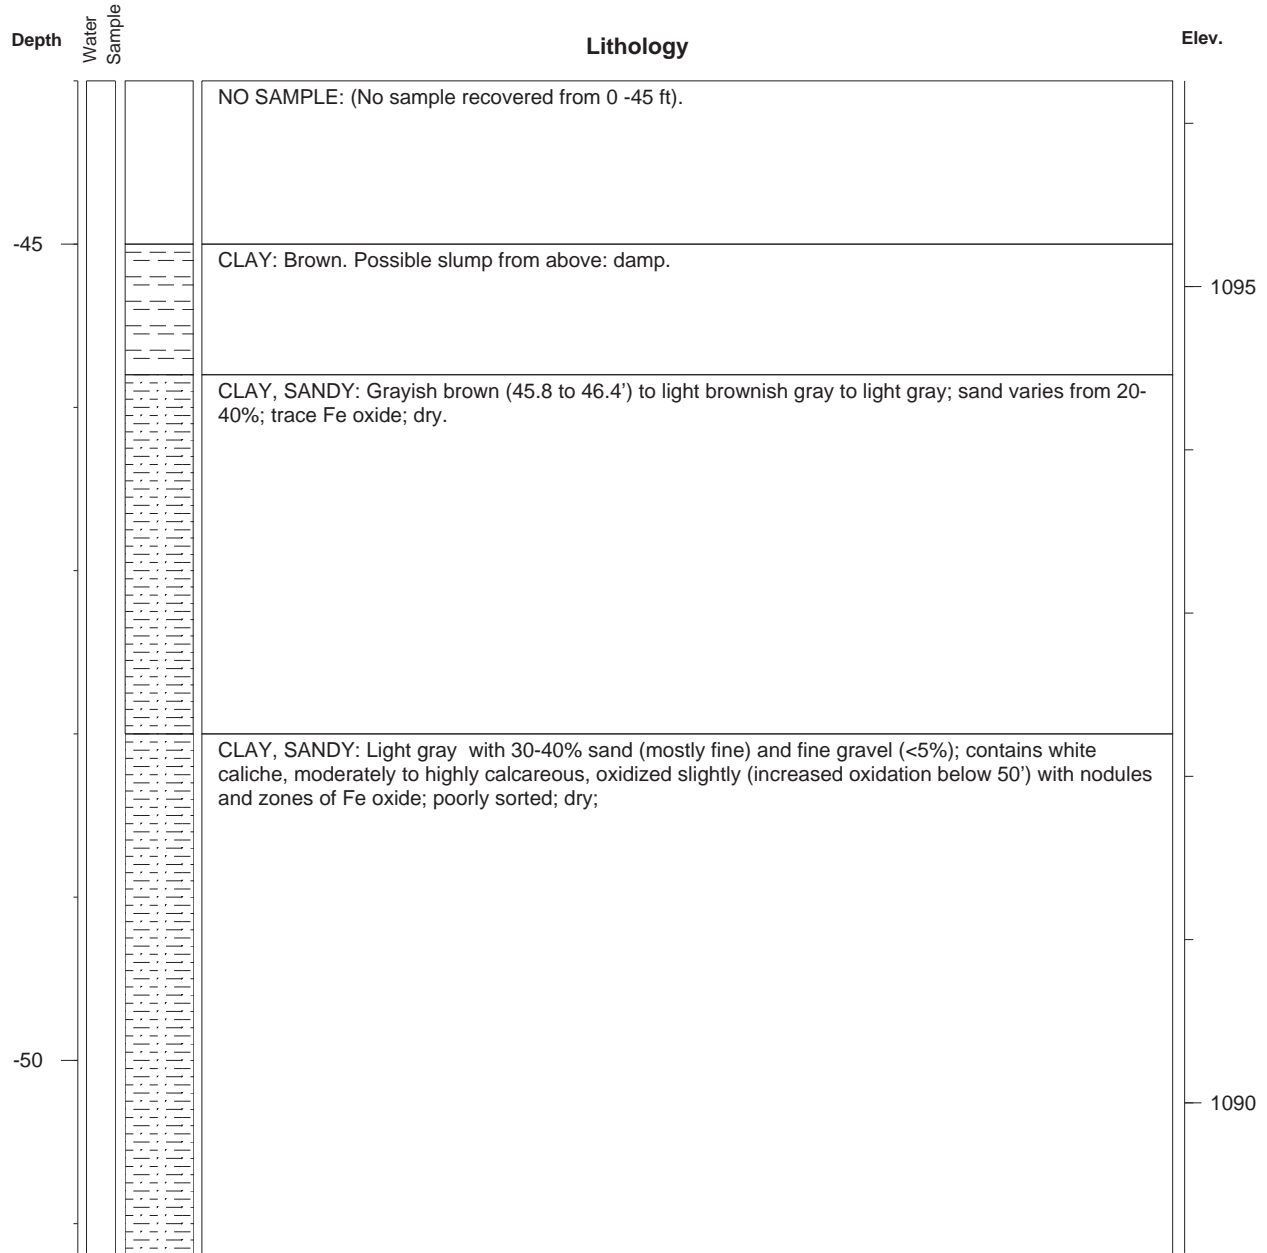 Depth
Water
Sample
Lithology
Elev.
NO SAMPLE: (No sample recovered from 0 -45 ft).
-45
CLAY: Brown. Possible slump from above: damp.
1095
CLAY, SANDY: Grayish brown (45.8 to 46.4’) to light brownish gray to light gray; sand varies from 20-
40%; trace Fe oxide; dry.
CLAY, SANDY: Light gray  with 30-40% sand (mostly fine) and fine gravel (<5%); contains white
caliche, moderately to highly calcareous, oxidized slightly (increased oxidation below 50’) with nodules
and zones of Fe oxide; poorly sorted; dry;
-50
1090